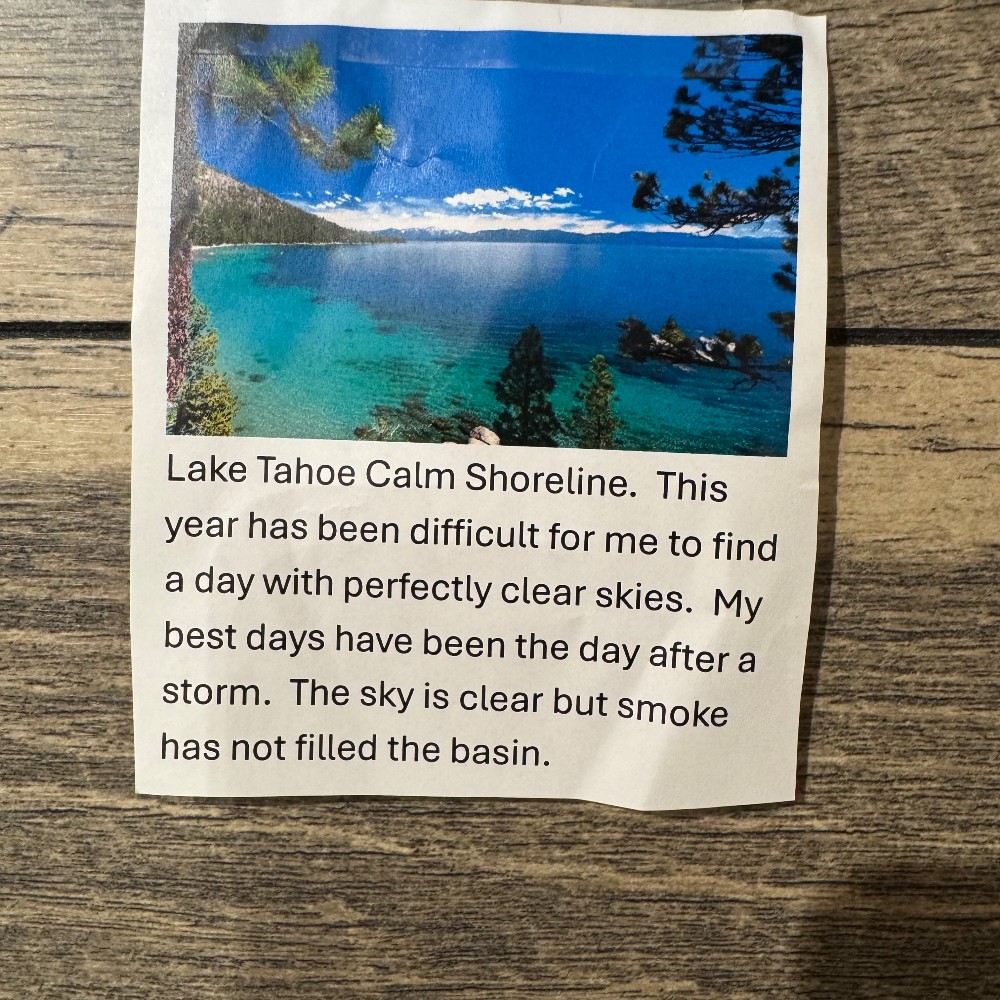 Lake Tahoe Calm Shoreline.  This
year has been difficult for me to find
a day with perfectly clear skies.  My
best days have been the day after a
storm.  The sky is clear but smoke
has not filled the basin.